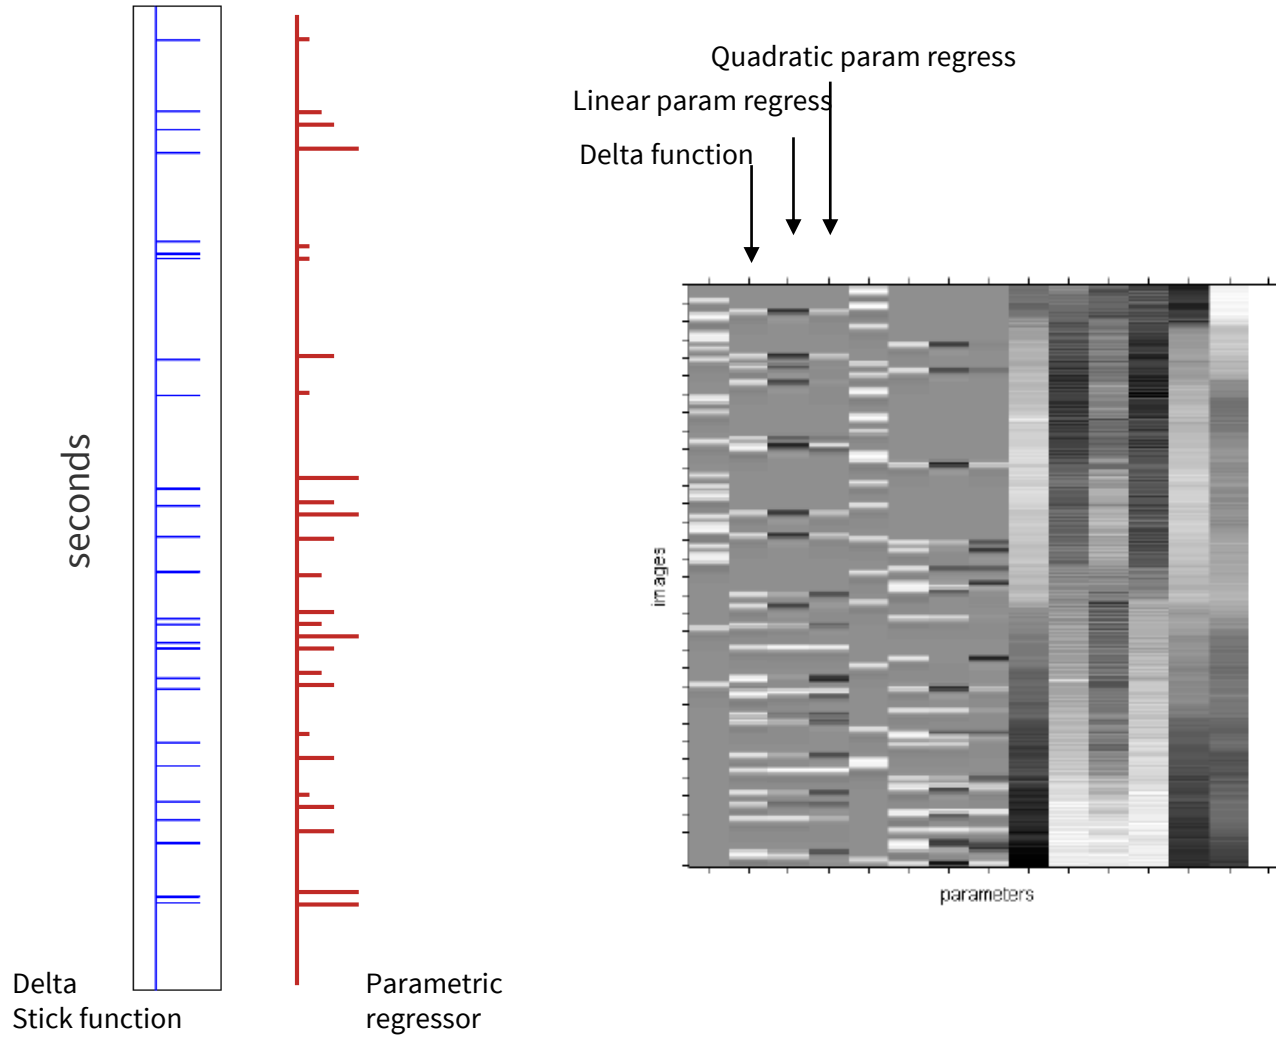 Quadratic param regress
Linear param regress
Delta function
seconds
images
parameters
Delta
Stick function
Parametric
regressor